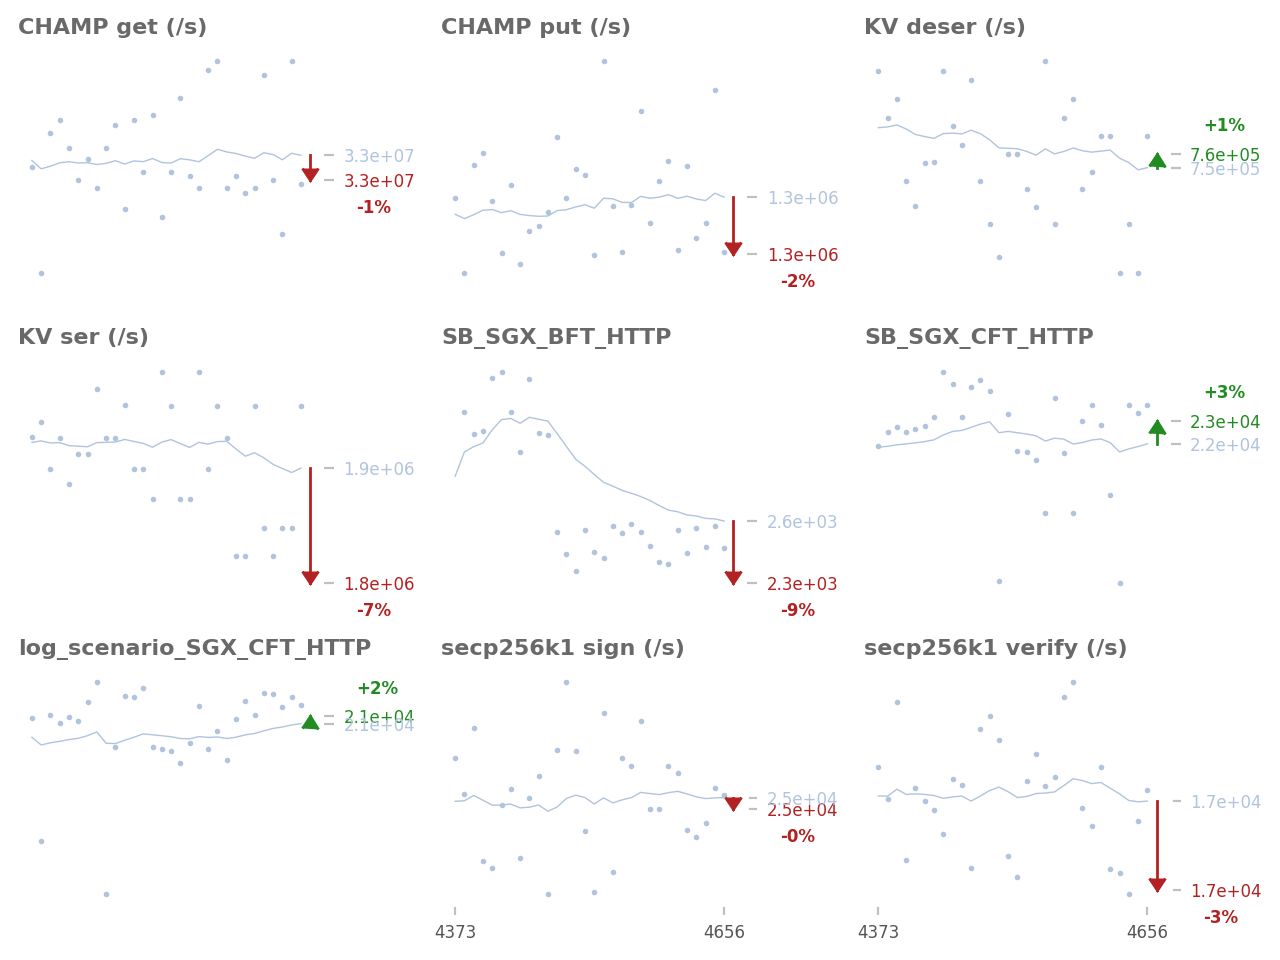 CHAMP get (/s)
CHAMP put (/s)
KV deser (/s)
3.3e+07
3.3e+07
-1%
1.3e+06
1.3e+06
-2%
+1%
7.6e+05
7.5e+05
KV ser (/s)
SB_SGX_BFT_HTTP
SB_SGX_CFT_HTTP
1.9e+06
1.8e+06
-7%
2.6e+03
2.3e+03
-9%
+3%
2.3e+04
2.2e+04
log_scenario_SGX_CFT_HTTP
secp256k1 sign (/s)
secp256k1 verify (/s)
+2%
2.1e+04
2.1e+04
2.5e+04
2.5e+04
-0%
1.7e+04
1.7e+04
-3%
4373
4656
4373
4656